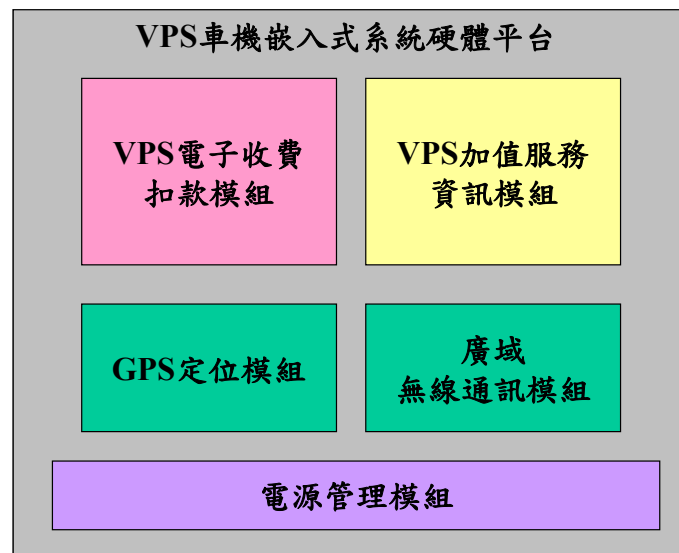 VPS車機嵌入式系統硬體平台
VPS電子收費
扣款模組
VPS加值服務
資訊模組
GPS定位模組
廣域
無線通訊模組
電源管理模組